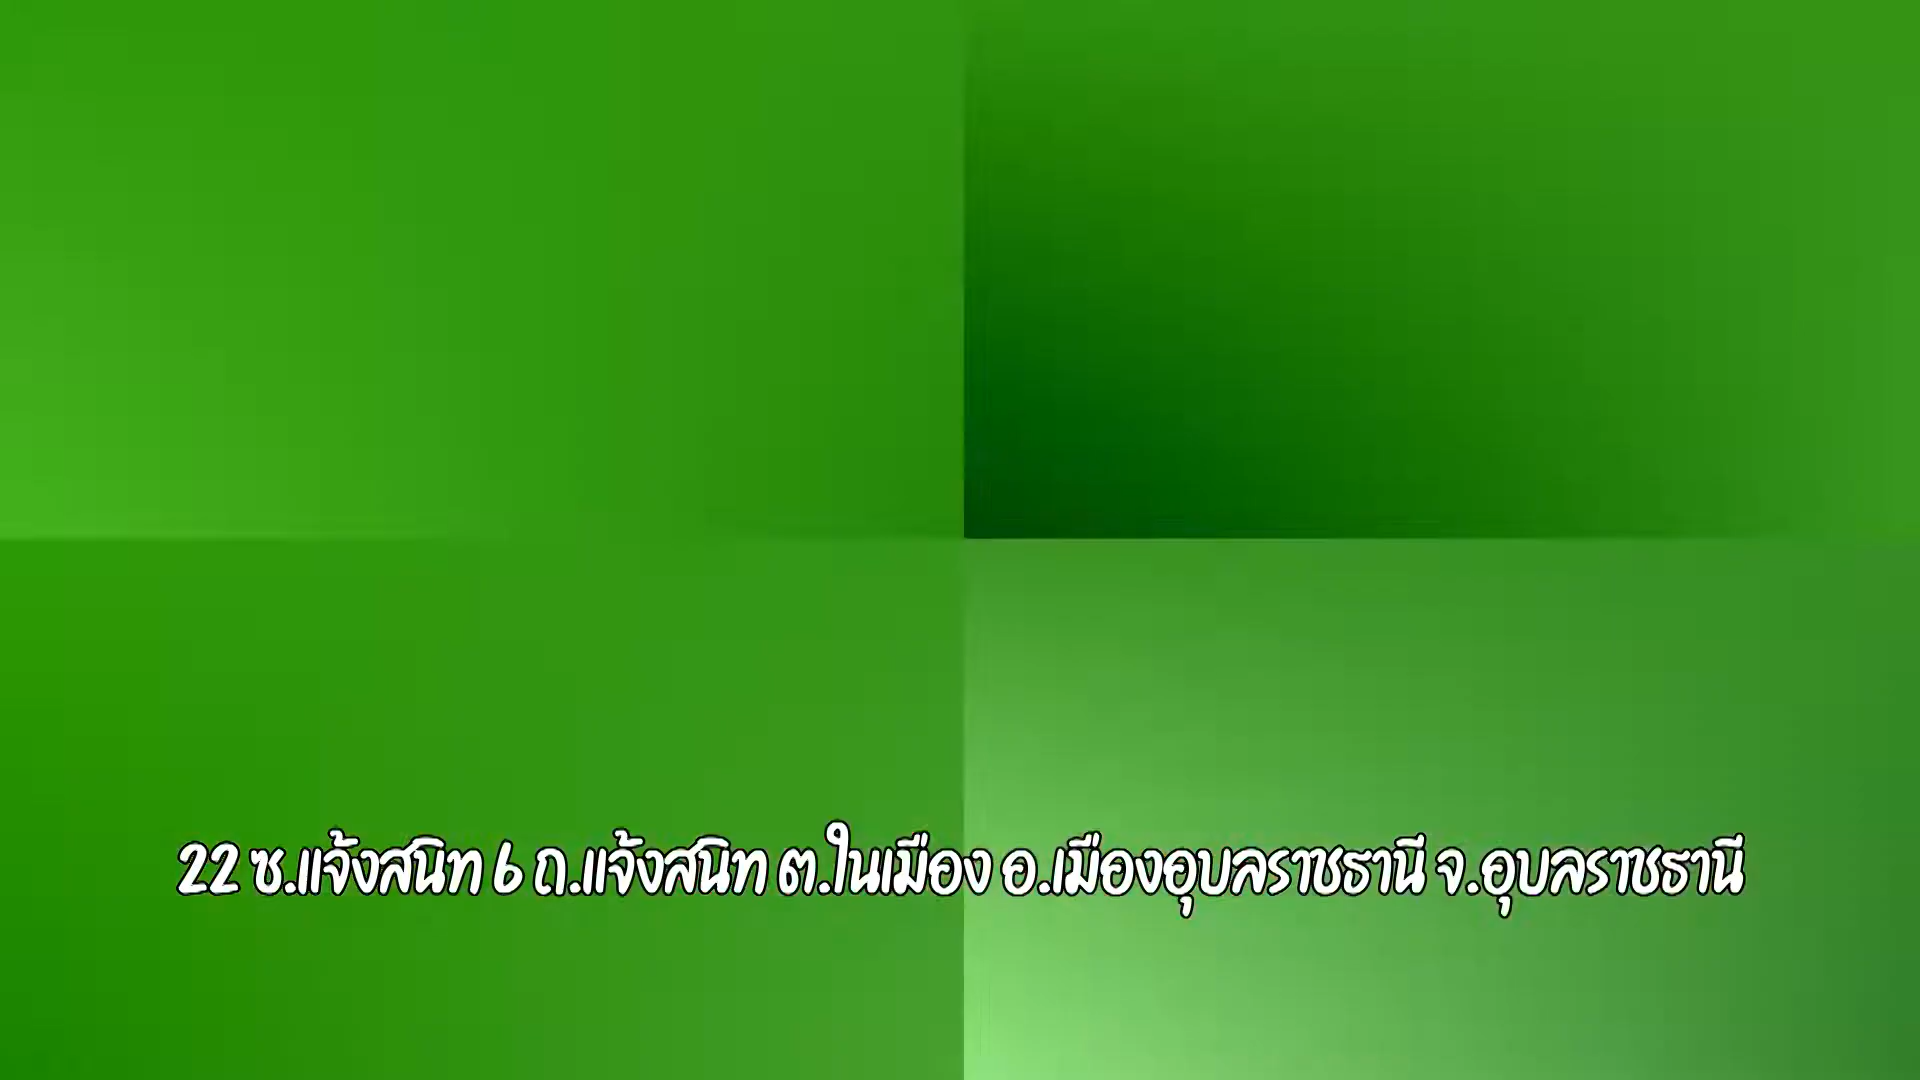 22 ซ.แจ้งสนิท 6 ถ.แจ้งสนิท ต.ในเมือง อ.เมืองอุบลราชธานี จ.อุบลราชธานี